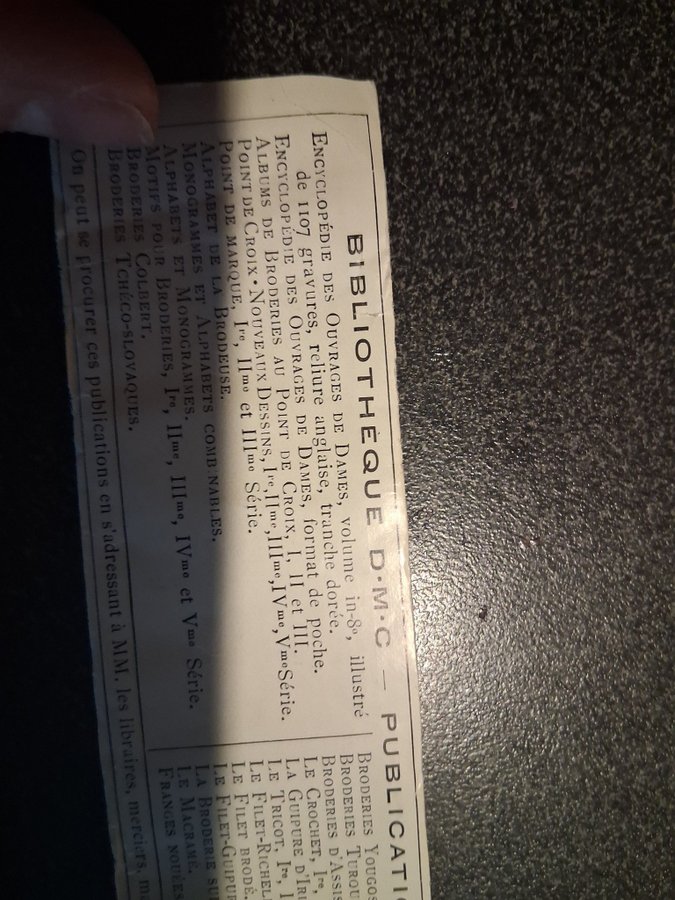 BIBLIOTHÈQUE D·M·C — PUBLICATI
ENCYCLOPÉDIE DES OUVRAGES DE DAMES, volume in-8º, illustré
de 1107 gravures, reliure anglaise, tranche dorée.
ENCYCLOPÉDIE DES OUVRAGES DE DAMES, format de poche.
ALBUMS DE BRODERIES AU POINT DE CROIX, I, II et III.
POINT DE CROIX · NOUVEAUX DESSINS, Ire, IIme, IIIme, IVme, Vme Série.
POINT DE MARQUE, Ire, IIme et IIIme Série.
ALPHABET DE LA BRODEUSE.
MONOGRAMMES ET ALPHABETS COMBINABLES.
ALPHABETS ET MONOGRAMMES.
MOTIFS POUR BRODERIES, Ire, IIme, IIIme, IVme et Vme Série.
BRODERIES COLBERT.
BRODERIES TCHÉCO-SLOVAQUES.
BRODERIES YOUGOS
BRODERIES TURQU
BRODERIES D'ASSIS
LE CROCHET, Ire,
LA GUIPURE D'IR
LE TRICOT, Ire, I
LE FILET-RICHEL
LE FILET BRODÉ.
LE FILET-GUIPUR
LA BRODERIE SU
LE MACRAMÉ.
FRANGES NOUÉES
On peut se procurer ces publications en s'adressant à MM. les libraires, merciers, m